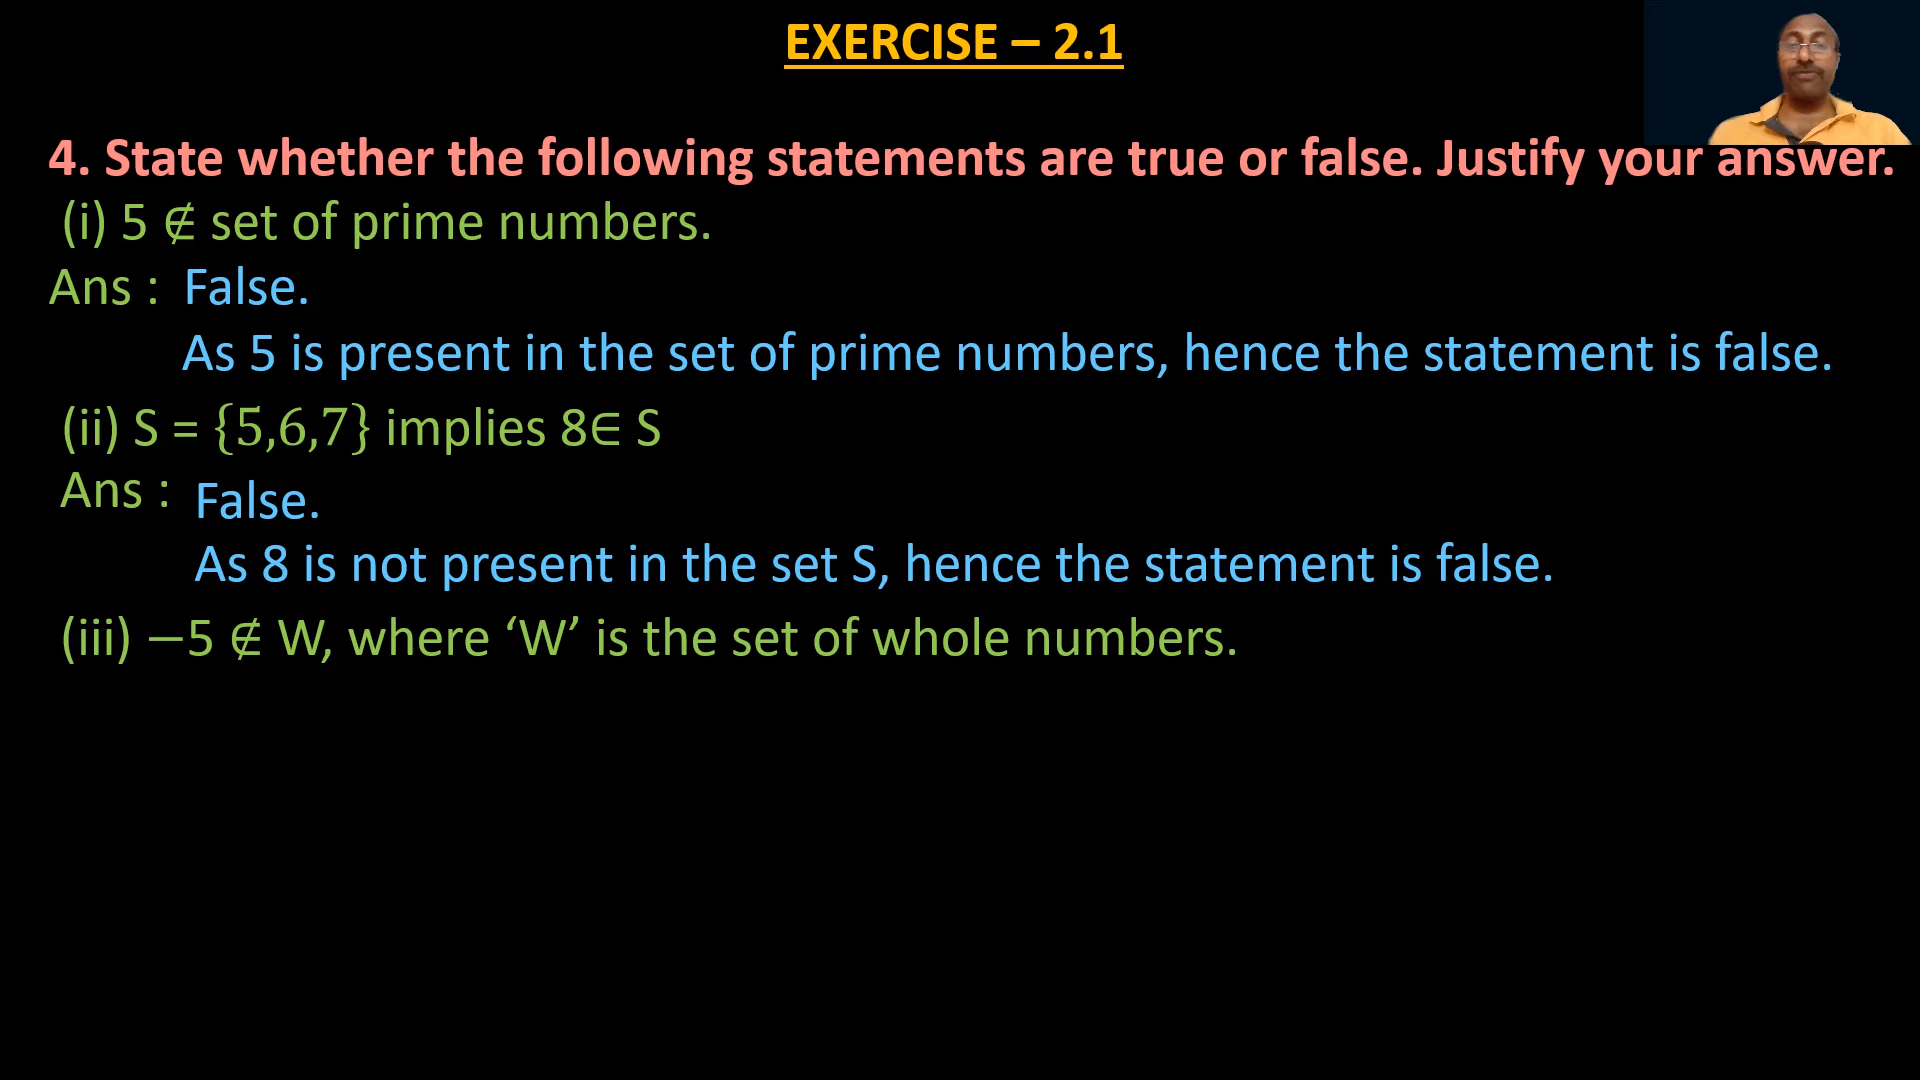 EXERCISE – 2.1
4. State whether the following statements are true or false. Justify your answer.
(i) 5 ∉ set of prime numbers.
Ans : False.
As 5 is present in the set of prime numbers, hence the statement is false.
(ii) S = {5,6,7} implies 8∈ S
Ans : False.
As 8 is not present in the set S, hence the statement is false.
(iii) −5 ∉ W, where ‘W’ is the set of whole numbers.